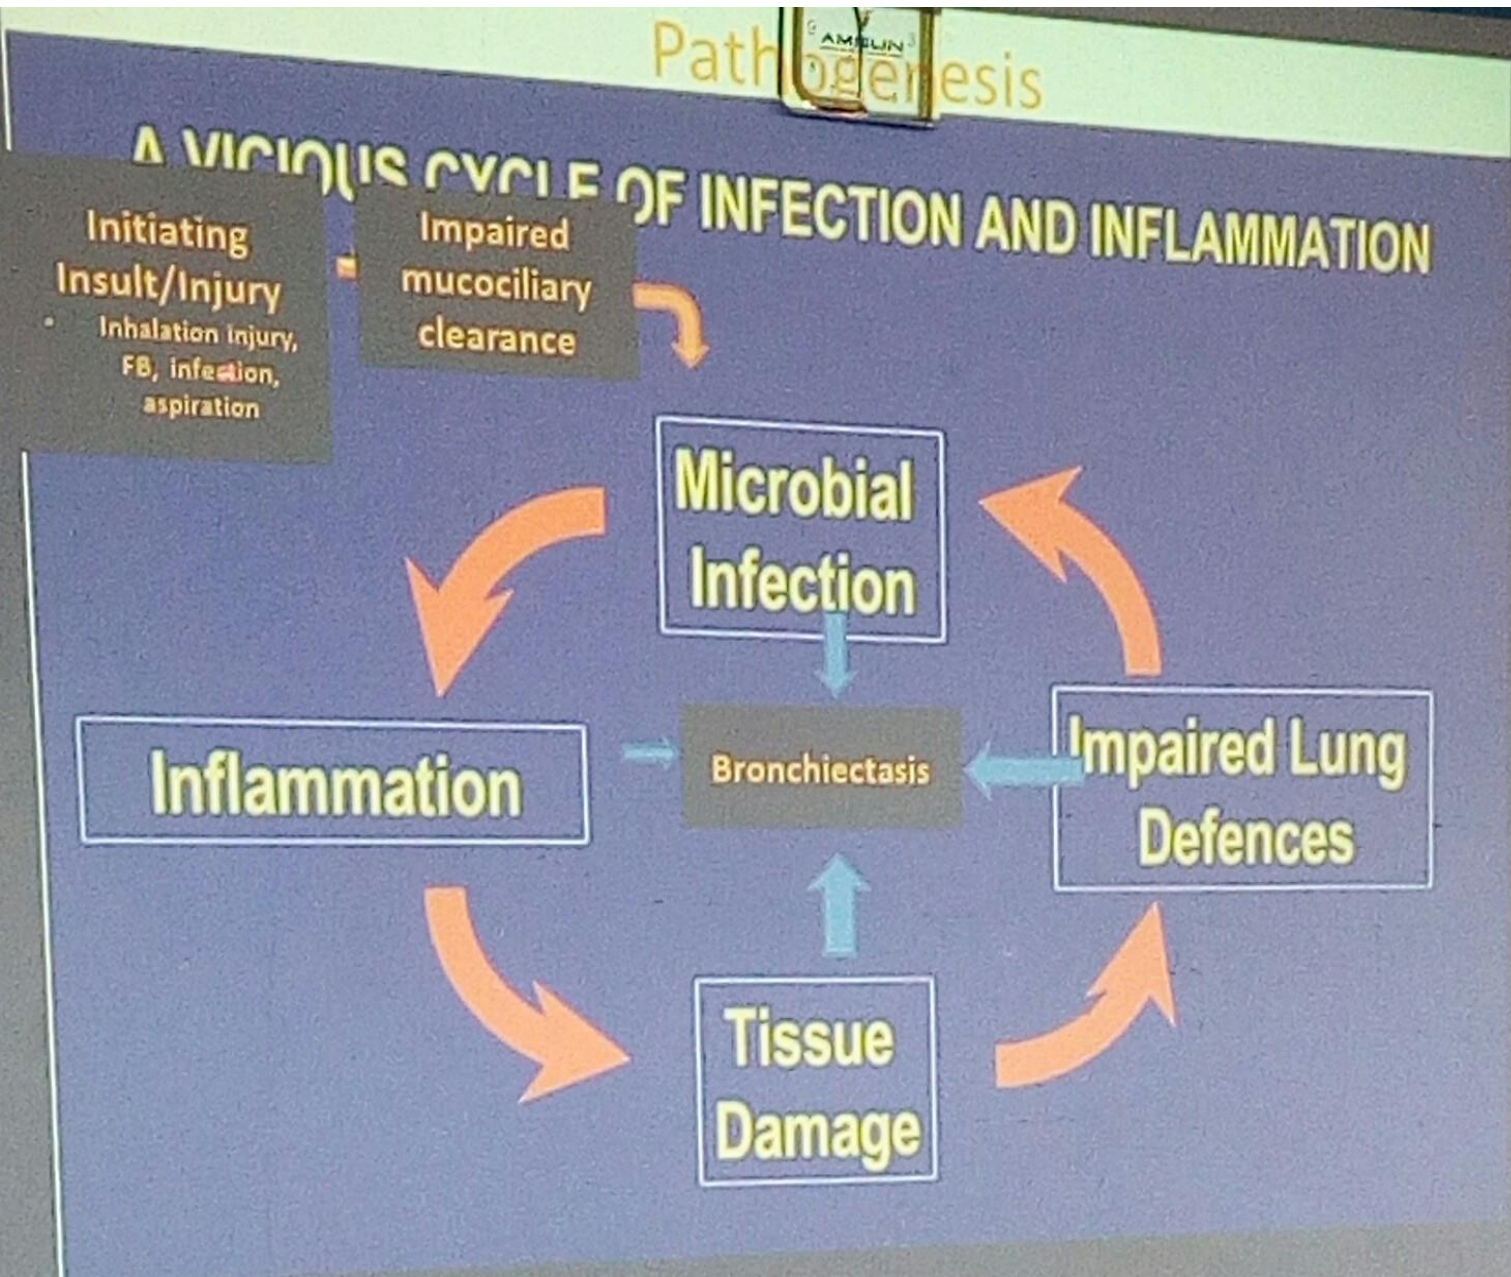 Pathogenesis
AMELIN
A VICIOUS CYCLE OF INFECTION AND INFLAMMATION
Initiating
Insult/Injury
• Inhalation injury,
FB, infection,
aspiration
Impaired
mucociliary
clearance
Microbial
Infection
Inflammation
Bronchiectasis
Impaired Lung
Defences
Tissue
Damage